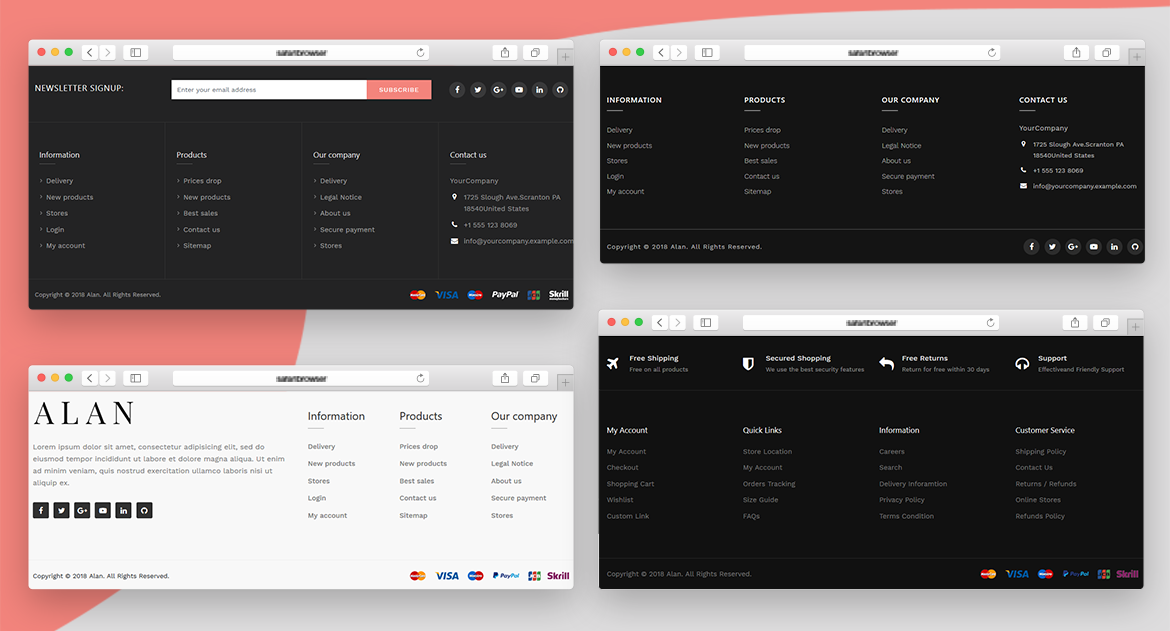 safaribrowser
NEWSLETTER SIGNUP:
Enter your email address
SUBSCRIBE
Information
Delivery
New products
Stores
Login
My account
Products
Prices drop
New products
Best sales
Contact us
Sitemap
Our company
Delivery
Legal Notice
About us
Secure payment
Stores
Contact us
YourCompany
1725 Slough Ave.Scranton PA
18540United States
+1 555 123 8069
info@yourcompany.example.com
Copyright © 2018 Alan. All Rights Reserved.
VISA
PayPal
Skrill
safaribrowser
INFORMATION
Delivery
New products
Stores
Login
My account
PRODUCTS
Prices drop
New products
Best sales
Contact us
Sitemap
OUR COMPANY
Delivery
Legal Notice
About us
Secure payment
Stores
CONTACT US
YourCompany
1725 Slough Ave.Scranton PA
18540United States
+1 555 123 8069
info@yourcompany.example.com
Copyright © 2018 Alan. All Rights Reserved.
safaribrowser
ALAN
Lorem ipsum dolor sit amet, consectetur adipisicing elit, sed do
eiusmod tempor incididunt ut labore et dolore magna aliqua. Ut enim
ad minim veniam, quis nostrud exercitation ullamco laboris nisi ut
aliquip ex.
Information
Delivery
New products
Stores
Login
My account
Products
Prices drop
New products
Best sales
Contact us
Sitemap
Our company
Delivery
Legal Notice
About us
Secure payment
Stores
Copyright © 2018 Alan. All Rights Reserved.
VISA
PayPal
Skrill
safaribrowser
Free Shipping
Free on all products
Secured Shopping
We use the best security features
Free Returns
Return for free within 30 days
Support
Effectiveand Friendly Support
My Account
My Account
Checkout
Shopping Cart
Wishlist
Custom Link
Quick Links
Store Location
My Account
Orders Tracking
Size Guide
FAQs
Information
Careers
Search
Delivery Inforamtion
Privacy Policy
Terms Condition
Customer Service
Shipping Policy
Contact Us
Returns / Refunds
Online Stores
Refunds Policy
Copyright © 2018 Alan. All Rights Reserved.
VISA
PayPal
Skrill